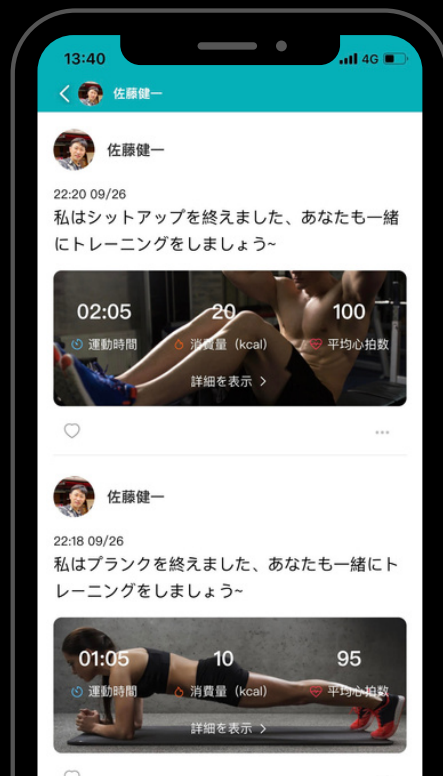 13:40
4G
佐藤健一
佐藤健一
22:20 09/26
私はシットアップを終えました、あなたも一緒
にトレーニングをしましょう~
02:05 20 100
運動時間 消費量（kcal） 平均心拍数
詳細を表示 >
佐藤健一
22:18 09/26
私はプランクを終えました、あなたも一緒にト
レーニングをしましょう~
01:05 10 95
運動時間 消費量（kcal） 平均心拍数
詳細を表示 >